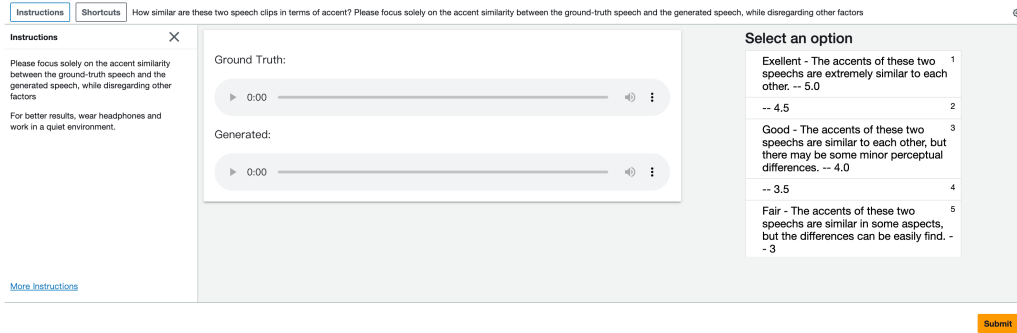 Instructions
Shortcuts
How similar are these two speech clips in terms of accent? Please focus solely on the accent similarity between the ground-truth speech and the generated speech, while disregarding other factors
Instructions
Please focus solely on the accent similarity
between the ground-truth speech and the
generated speech, while disregarding other
factors
For better results, wear headphones and
work in a quiet environment.
More Instructions
Ground Truth:
0:00
Generated:
0:00
Select an option
Exellent - The accents of these two 1
speechs are extremely similar to each
other. -- 5.0
-- 4.5 2
Good - The accents of these two 3
speechs are similar to each other, but
there may be some minor perceptual
differences. -- 4.0
-- 3.5 4
Fair - The accents of these two 5
speechs are similar in some aspects,
but the differences can be easily find. -
- 3
Submit